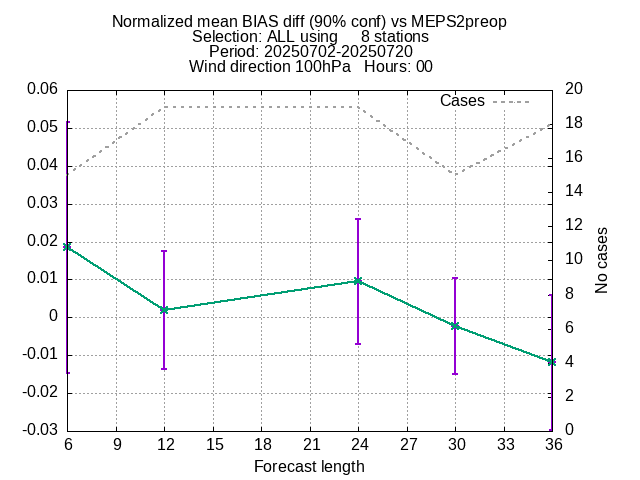 Normalized mean BIAS diff (90% conf) vs MEPS2preop
Selection: ALL using     8 stations
Period: 20250702-20250720
Wind direction 100hPa   Hours: 00
Cases
0.06
0.05
0.04
0.03
0.02
0.01
0
-0.01
-0.02
-0.03
20
18
16
14
12
10
8
6
4
2
0
No cases
6 9 12 15 18 21 24 27 30 33 36
Forecast length